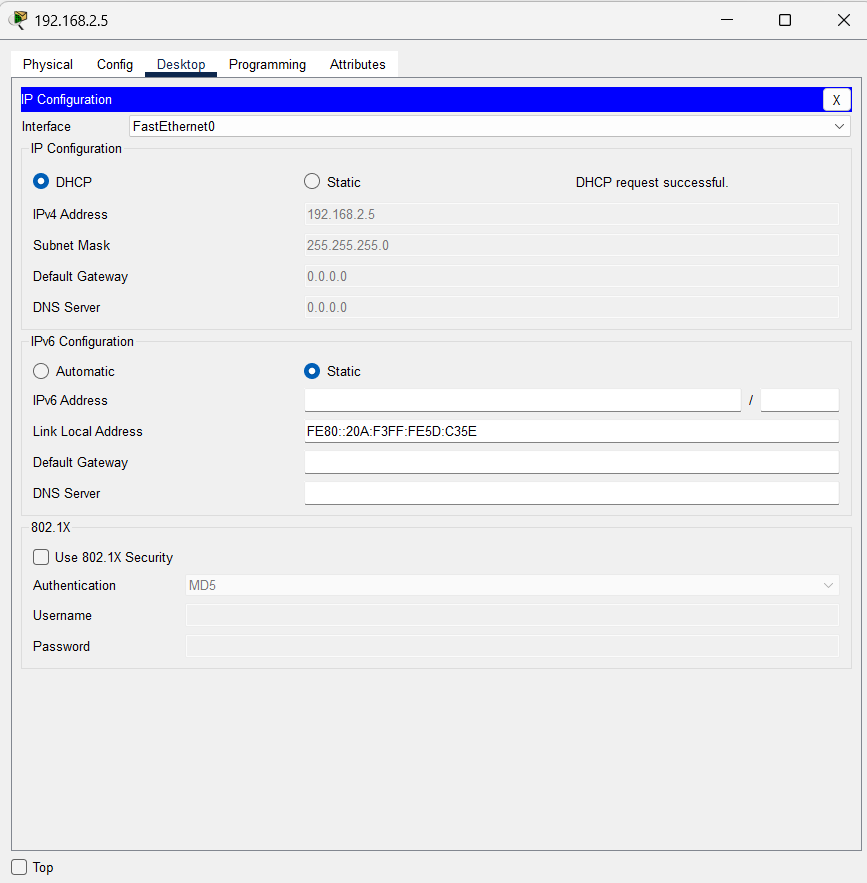 192.168.2.5
Physical Config Desktop Programming Attributes
IP Configuration X
Interface FastEthernet0
IP Configuration
DHCP Static DHCP request successful.
IPv4 Address 192.168.2.5
Subnet Mask 255.255.255.0
Default Gateway 0.0.0.0
DNS Server 0.0.0.0
IPv6 Configuration
Automatic Static
IPv6 Address /
Link Local Address FE80::20A:F3FF:FE5D:C35E
Default Gateway
DNS Server
802.1X
Use 802.1X Security
Authentication MD5
Username
Password
Top